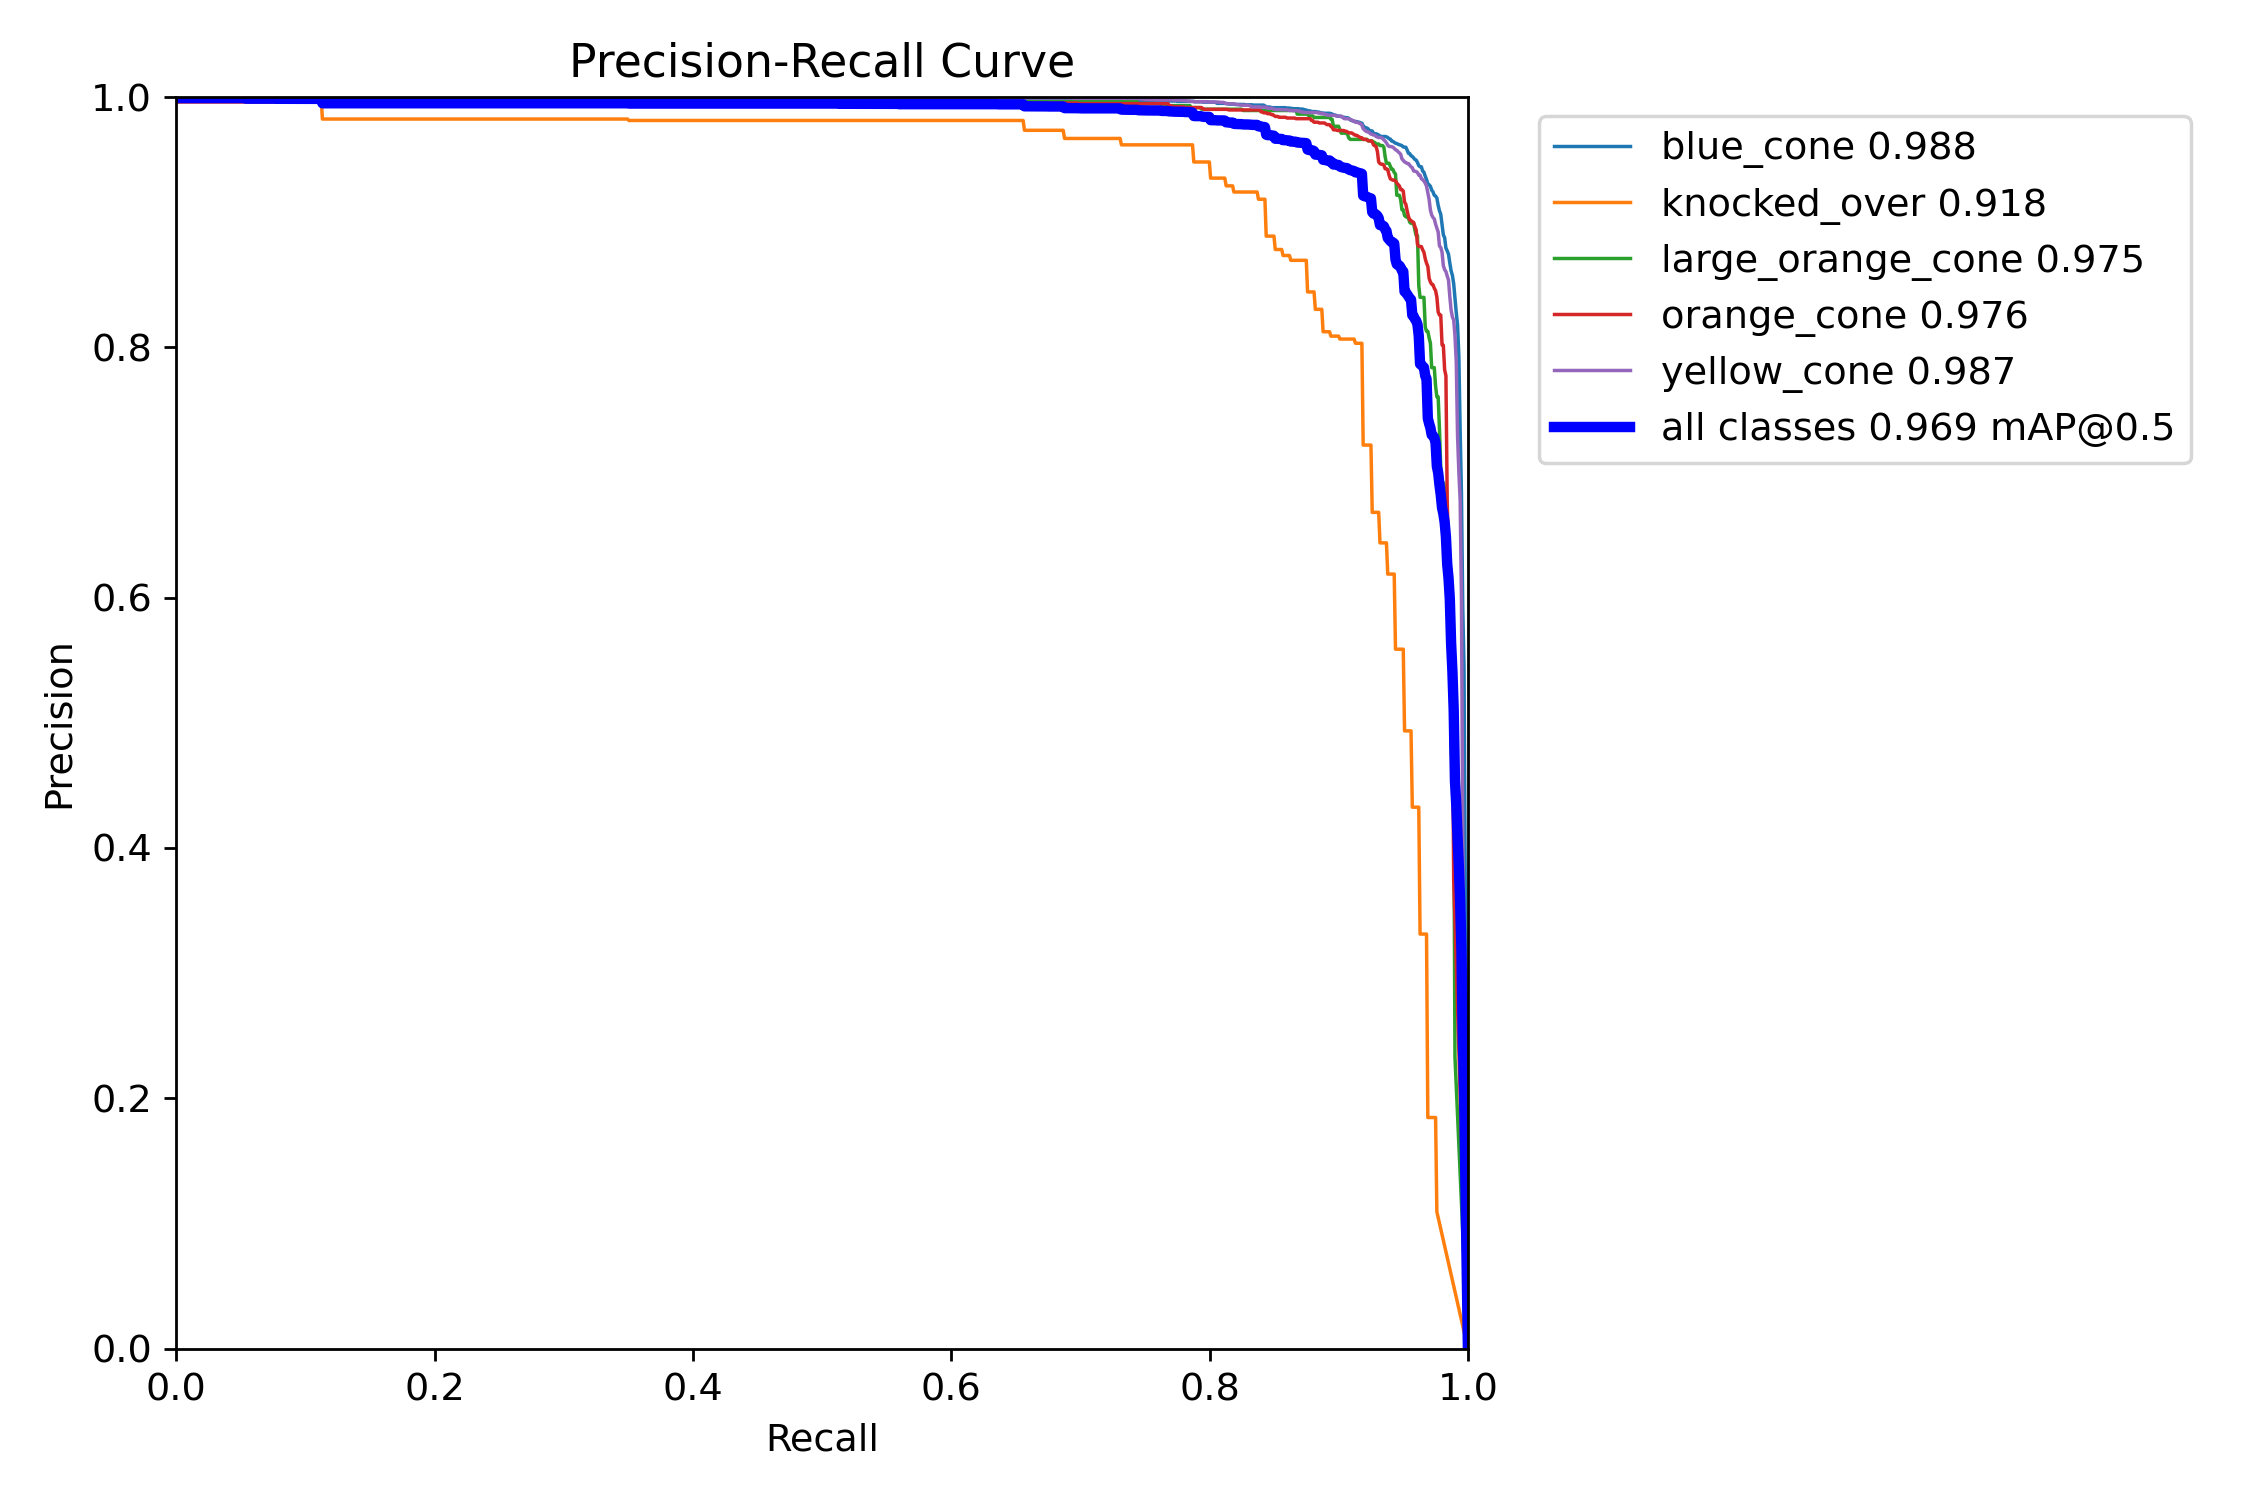 Precision-Recall Curve
1.0
0.8
0.6
0.4
0.2
0.0
Precision
0.0 0.2 0.4 0.6 0.8 1.0
Recall
blue_cone 0.988
knocked_over 0.918
large_orange_cone 0.975
orange_cone 0.976
yellow_cone 0.987
all classes 0.969 mAP@0.5